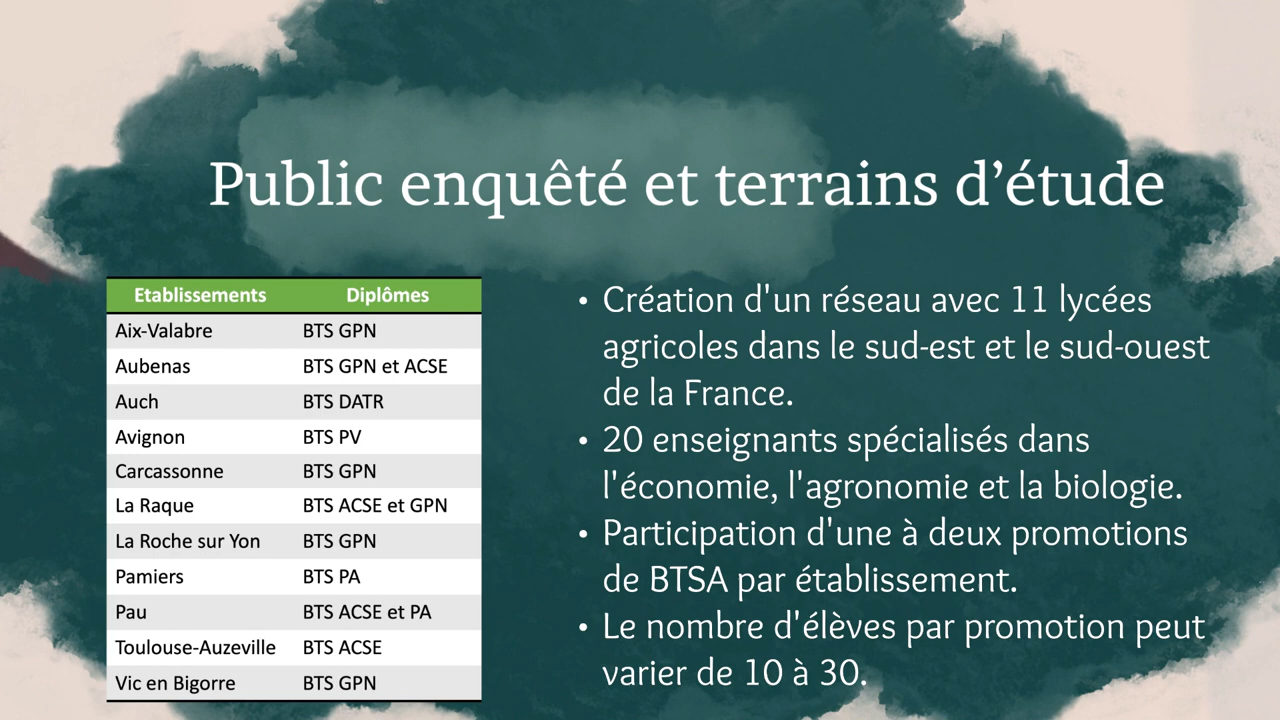 Public enquêté et terrains d’étude
Etablissements Diplômes
Aix-Valabre BTS GPN
Aubenas BTS GPN et ACSE
Auch BTS DATR
Avignon BTS PV
Carcassonne BTS GPN
La Raque BTS ACSE et GPN
La Roche sur Yon BTS GPN
Pamiers BTS PA
Pau BTS ACSE et PA
Toulouse-Auzeville BTS ACSE
Vic en Bigorre BTS GPN
• Création d'un réseau avec 11 lycées
agricoles dans le sud-est et le sud-ouest
de la France.
• 20 enseignants spécialisés dans
l'économie, l'agronomie et la biologie.
• Participation d'une à deux promotions
de BTSA par établissement.
• Le nombre d'élèves par promotion peut
varier de 10 à 30.